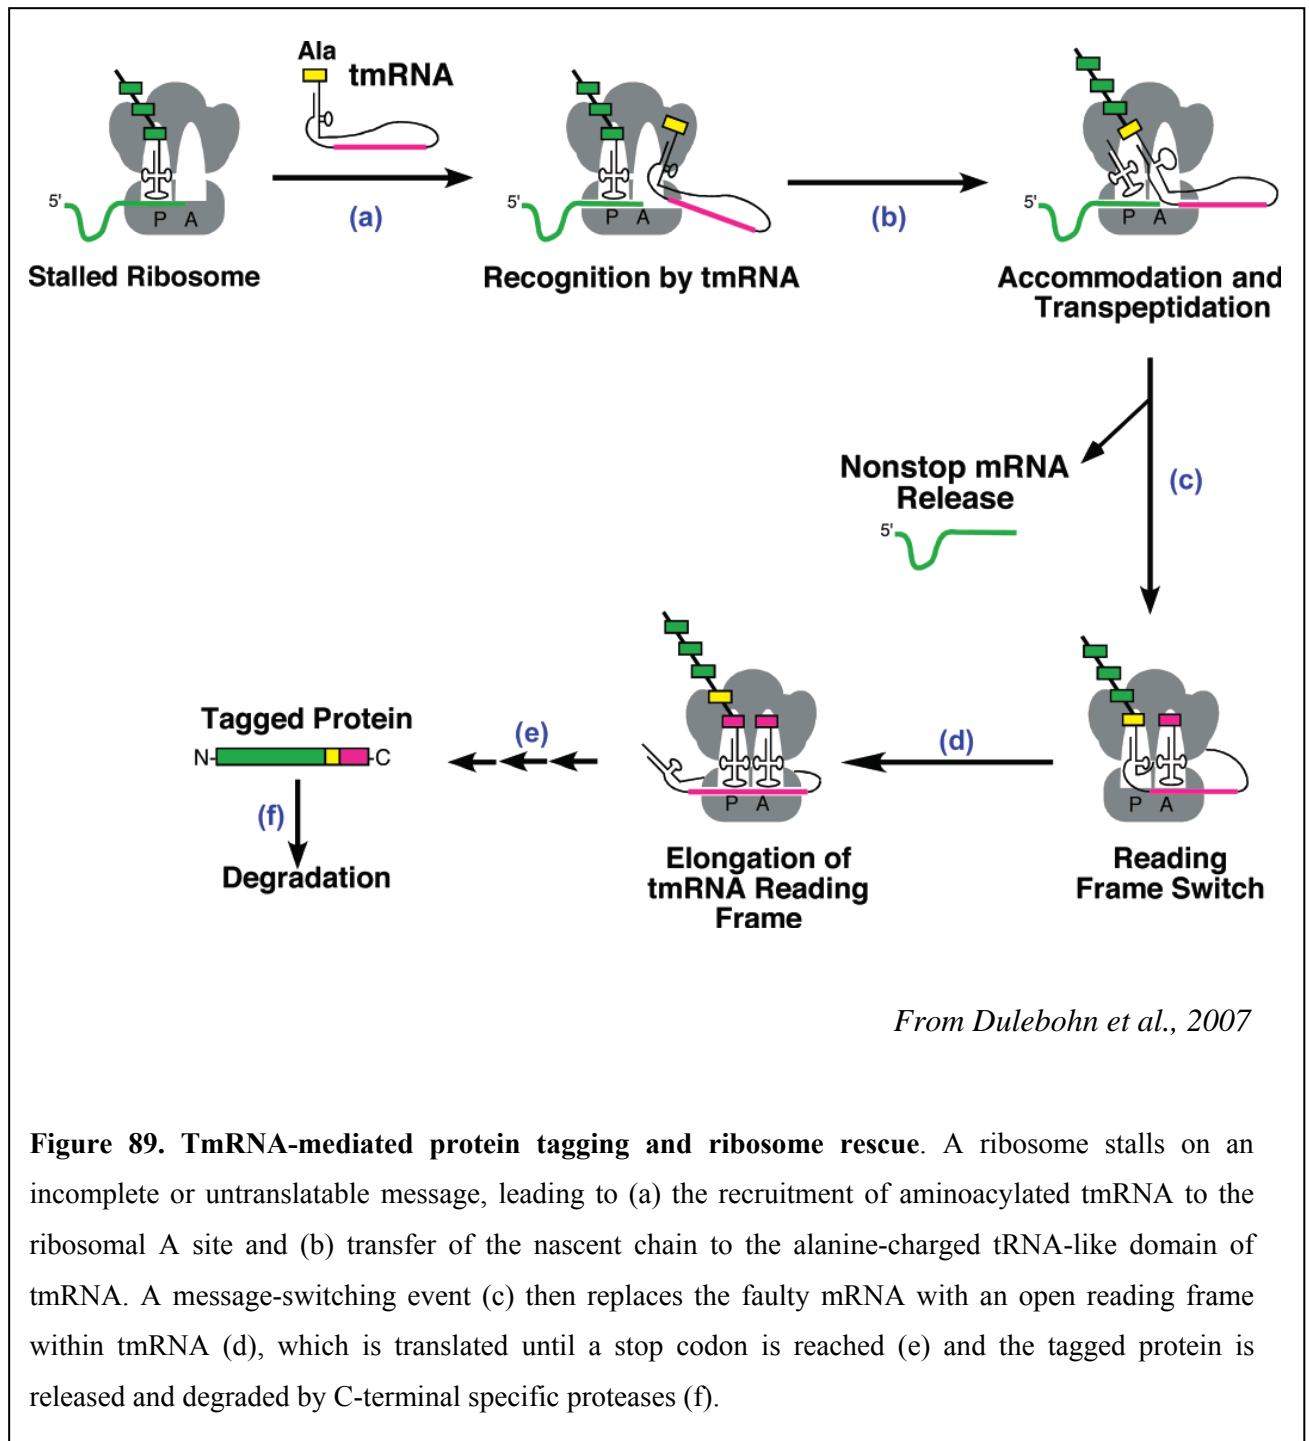 Ala
tmRNA
5'
P A
(a)
Stalled Ribosome
5'
P A
Recognition by tmRNA
(b)
5'
P A
Accommodation and
Transpeptidation
Nonstop mRNA
Release
5'
(c)
P A
Reading
Frame Switch
(d)
P A
Elongation of
tmRNA Reading
Frame
(e)
Tagged Protein
N- -C
(f)
Degradation
From Dulebohn et al., 2007
Figure 89. TmRNA-mediated protein tagging and ribosome rescue. A ribosome stalls on an
incomplete or untranslatable message, leading to (a) the recruitment of aminoacylated tmRNA to the
ribosomal A site and (b) transfer of the nascent chain to the alanine-charged tRNA-like domain of
tmRNA. A message-switching event (c) then replaces the faulty mRNA with an open reading frame
within tmRNA (d), which is translated until a stop codon is reached (e) and the tagged protein is
released and degraded by C-terminal specific proteases (f).